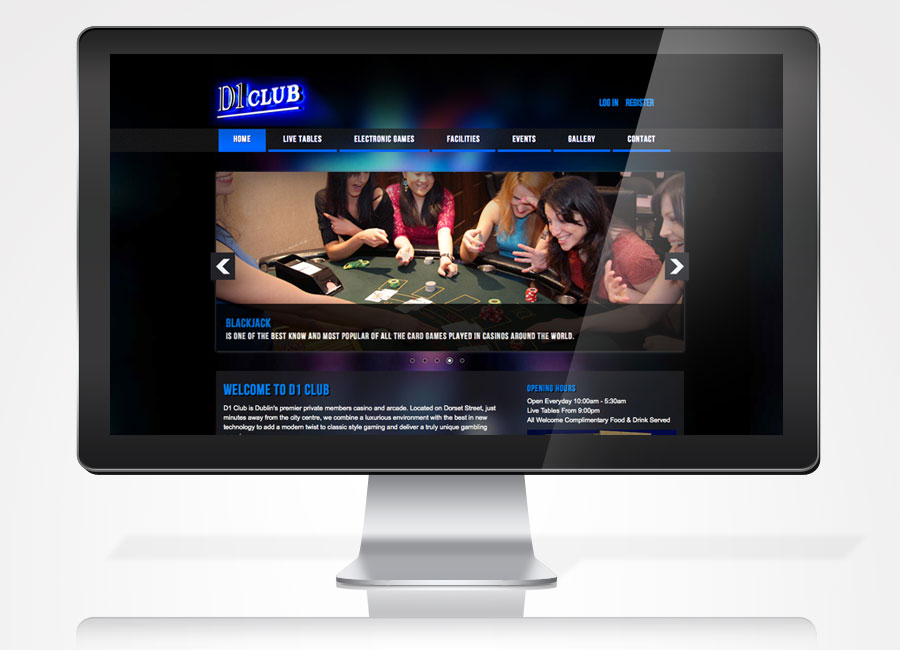 D1 CLUB
LOG IN REGISTER
HOME LIVE TABLES ELECTRONIC GAMES FACILITIES EVENTS GALLERY CONTACT
BLACKJACK
IS ONE OF THE BEST KNOW AND MOST POPULAR OF ALL THE CARD GAMES PLAYED IN CASINOS AROUND THE WORLD.
WELCOME TO D1 CLUB
D1 Club is Dublin's premier private members casino and arcade. Located on Dorset Street, just
minutes away from the city centre, we combine a luxurious environment with the best in new
technology to add a modern twist to classic style gaming and deliver a truly unique gambling
OPENING HOURS
Open Everyday 10:00am - 5:30am
Live Tables From 9:00pm
All Welcome Complimentary Food & Drink Served